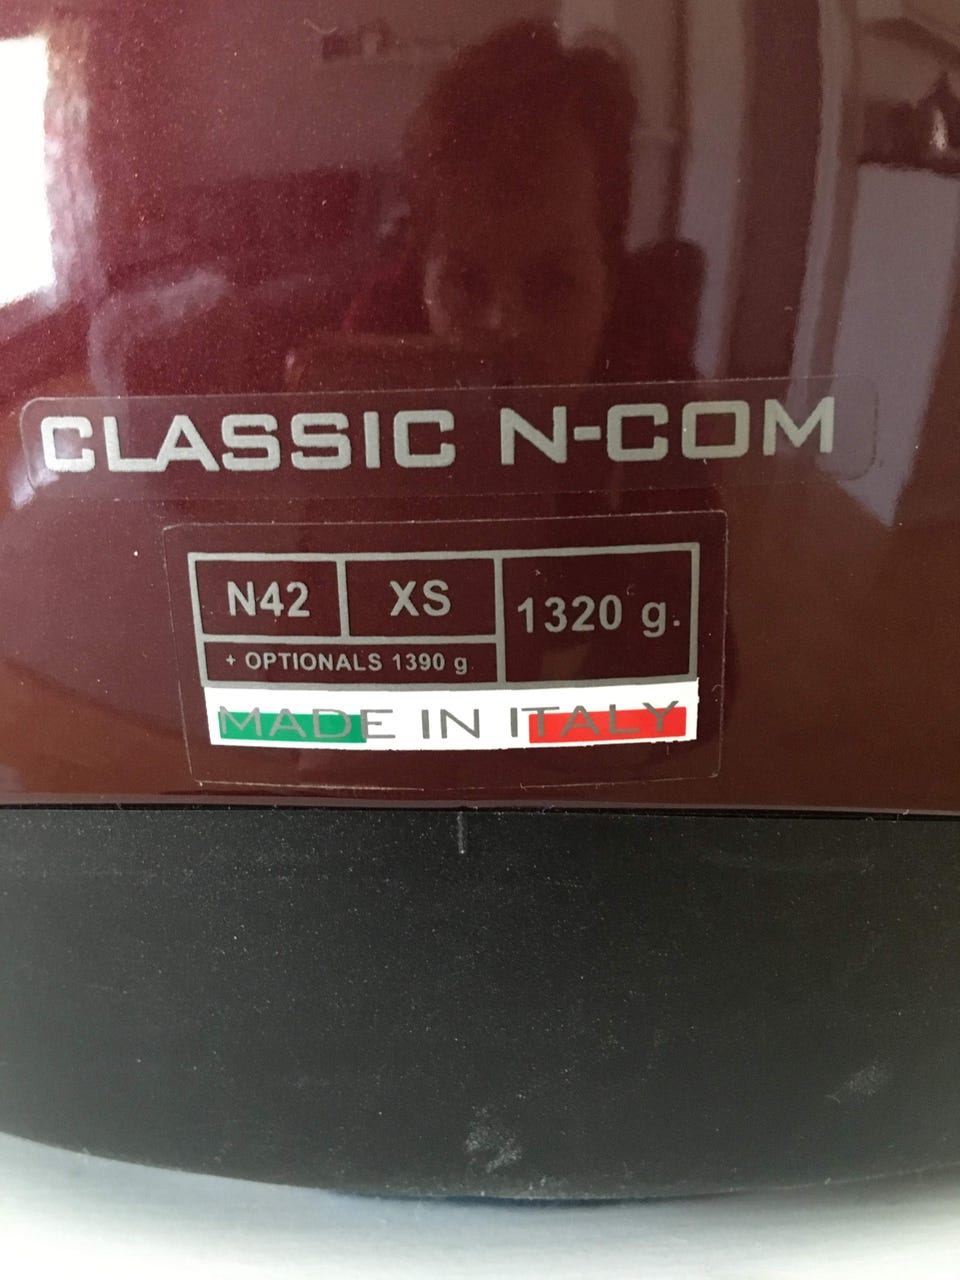 CLASSIC N-COM
N42 XS 1320 g.
+ OPTIONALS 1390 g.
MADE IN ITALY